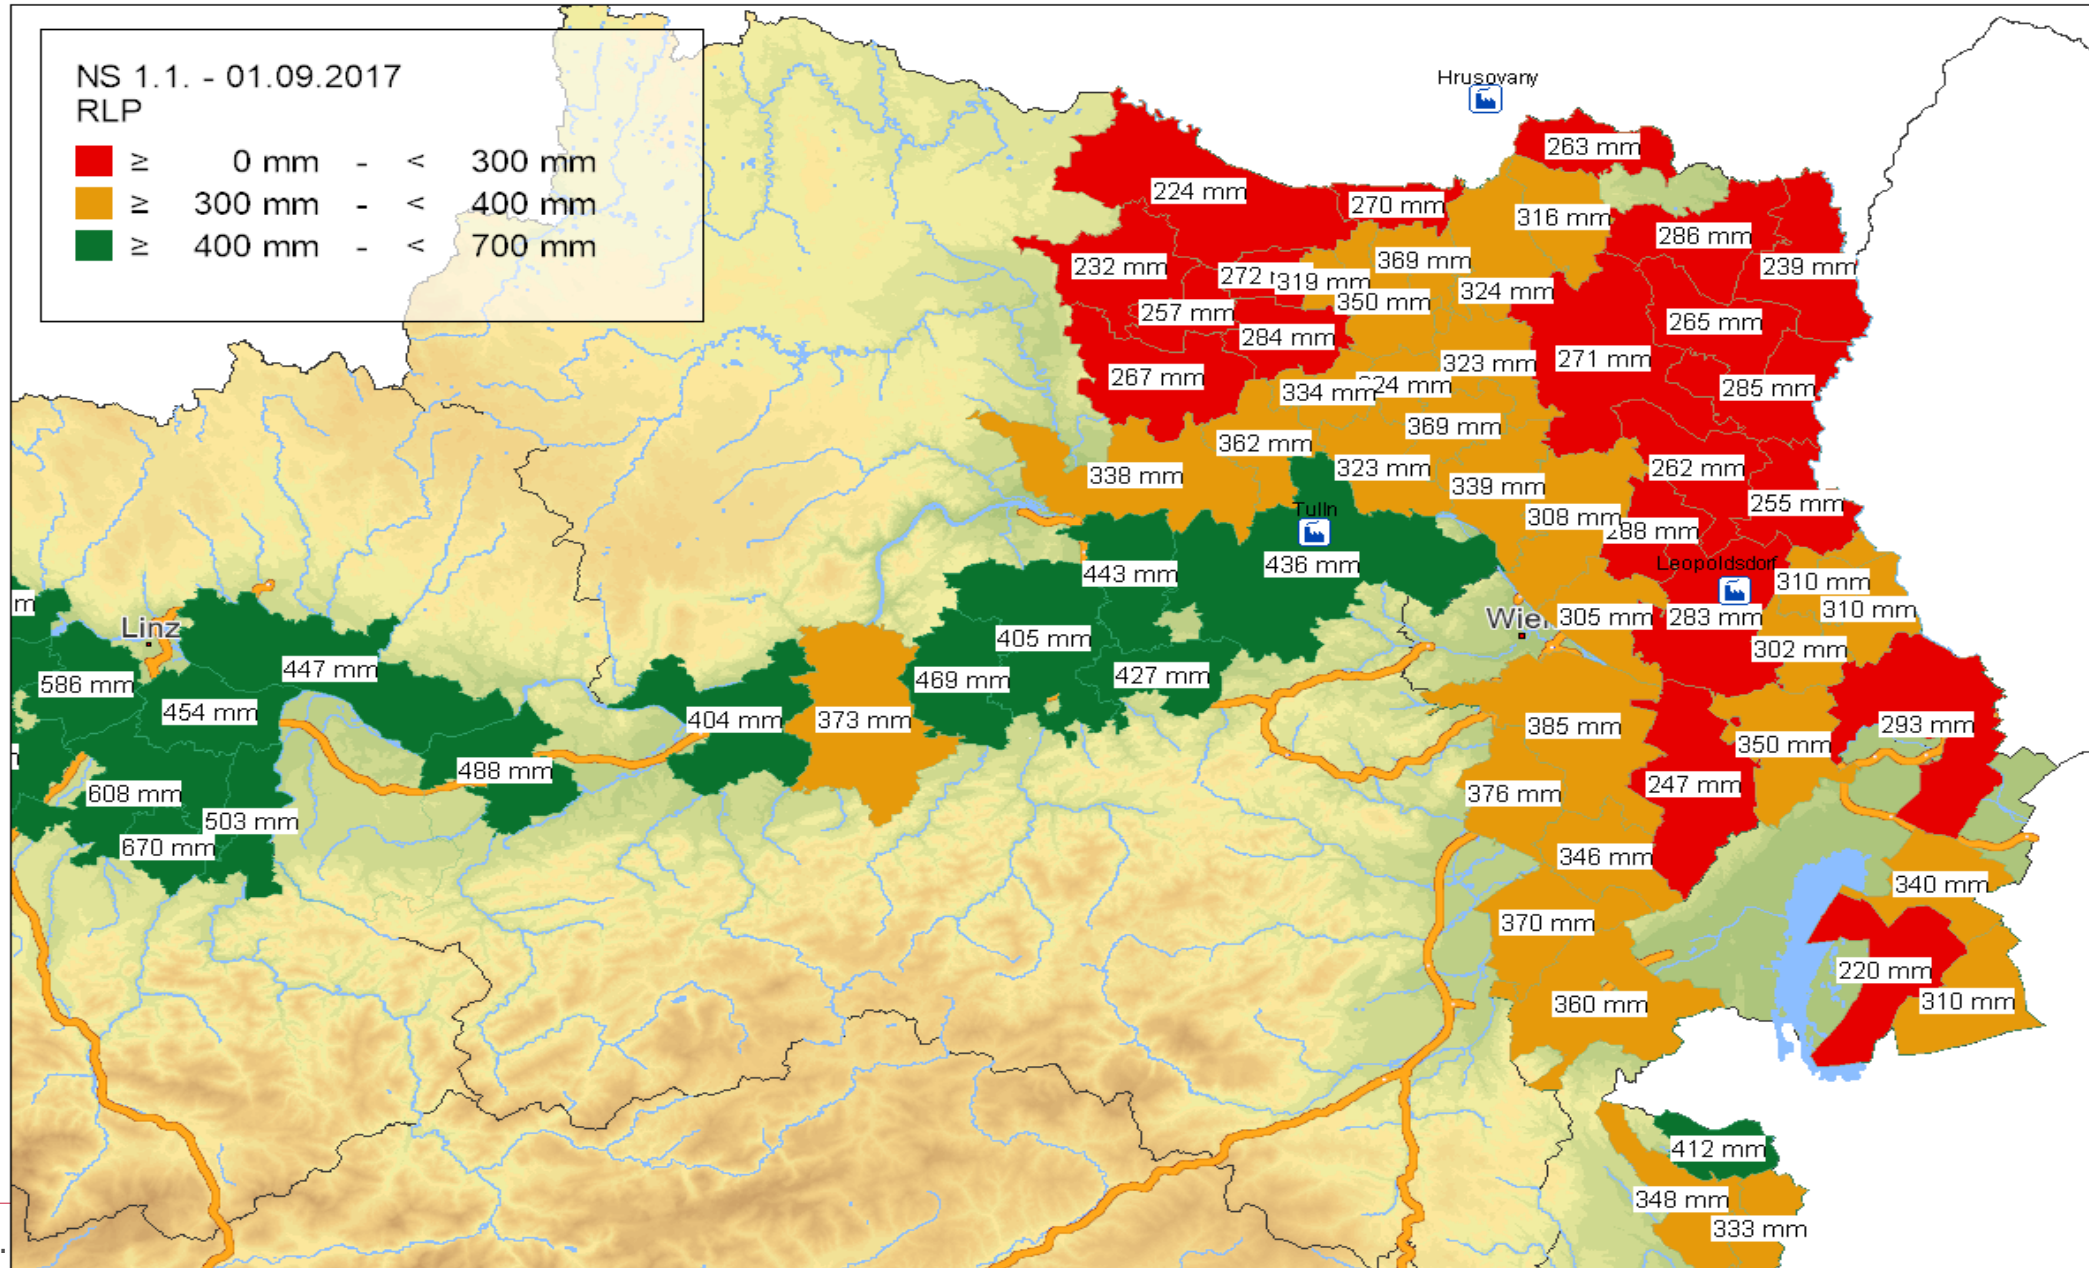 NS 1.1. - 01.09.2017
RLP
≥ 0 mm - < 300 mm
≥ 300 mm - < 400 mm
≥ 400 mm - < 700 mm
Hrusovany
263 mm
224 mm
270 mm
316 mm
286 mm
232 mm
272
319 mm
369 mm
239 mm
350 mm
324 mm
257 mm
265 mm
284 mm
271 mm
323 mm
267 mm
334 mm
24 mm
285 mm
369 mm
362 mm
338 mm
323 mm
262 mm
339 mm
255 mm
Tulln
308 mm
288 mm
436 mm
443 mm
Leopoldsdorf
310 mm
310 mm
m
Linz
Wien
305 mm
283 mm
405 mm
302 mm
447 mm
427 mm
469 mm
586 mm
454 mm
404 mm
373 mm
385 mm
293 mm
350 mm
488 mm
247 mm
608 mm
376 mm
503 mm
670 mm
346 mm
340 mm
370 mm
220 mm
310 mm
360 mm
412 mm
348 mm
333 mm